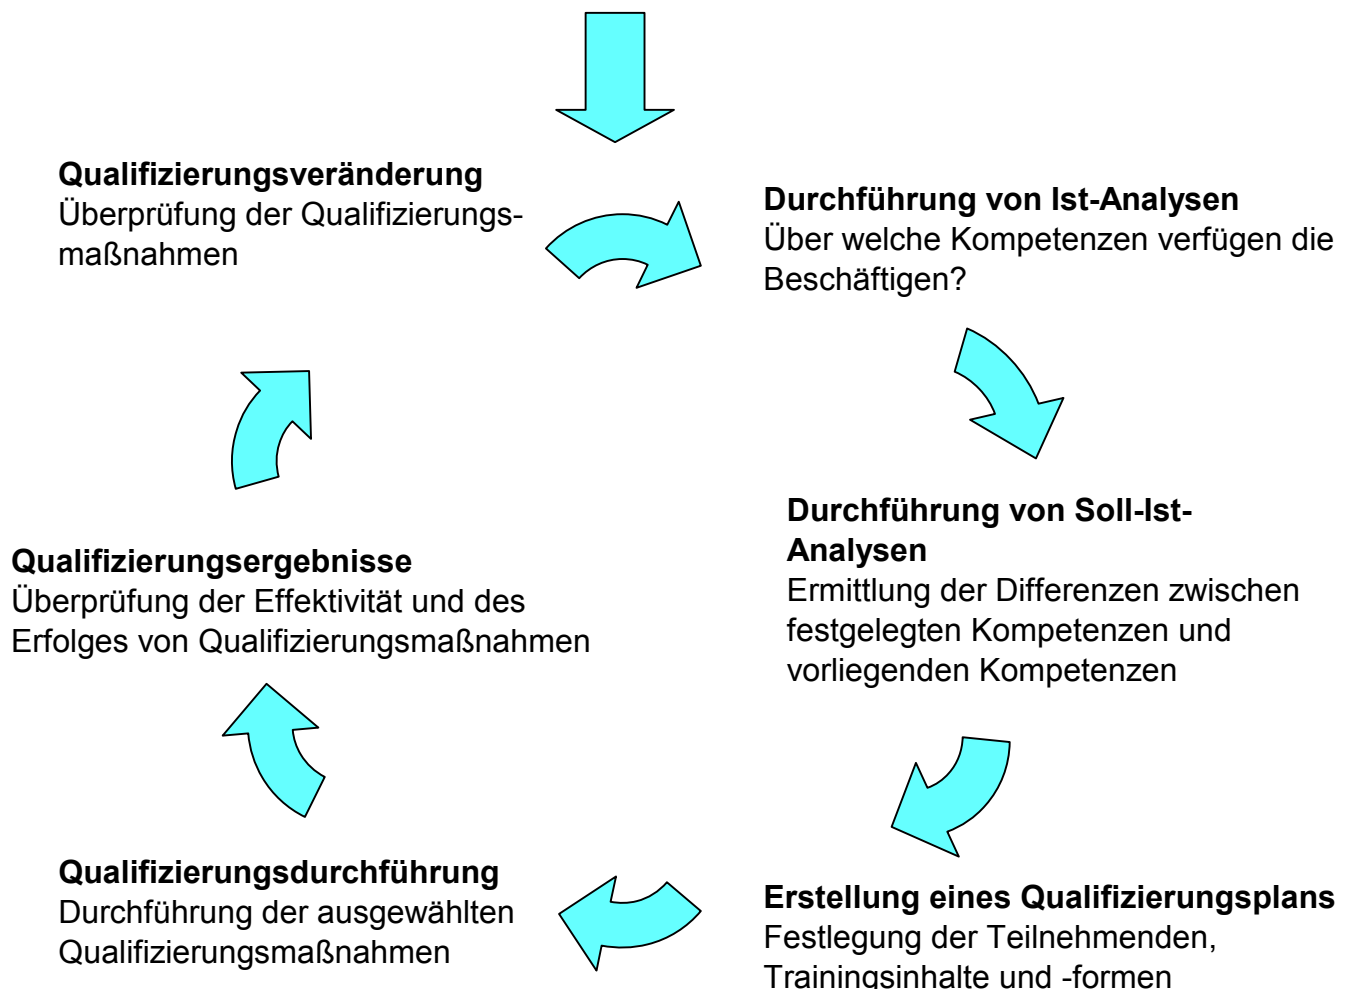 Qualifizierungsveränderung
Überprüfung der Qualifizierungs-
maßnahmen
Durchführung von Ist-Analysen
Über welche Kompetenzen verfügen die
Beschäftigen?
Durchführung von Soll-Ist-
Analysen
Ermittlung der Differenzen zwischen
festgelegten Kompetenzen und
vorliegenden Kompetenzen
Erstellung eines Qualifizierungsplans
Festlegung der Teilnehmenden,
Trainingsinhalte und -formen
Qualifizierungsdurchführung
Durchführung der ausgewählten
Qualifizierungsmaßnahmen
Qualifizierungsergebnisse
Überprüfung der Effektivität und des
Erfolges von Qualifizierungsmaßnahmen